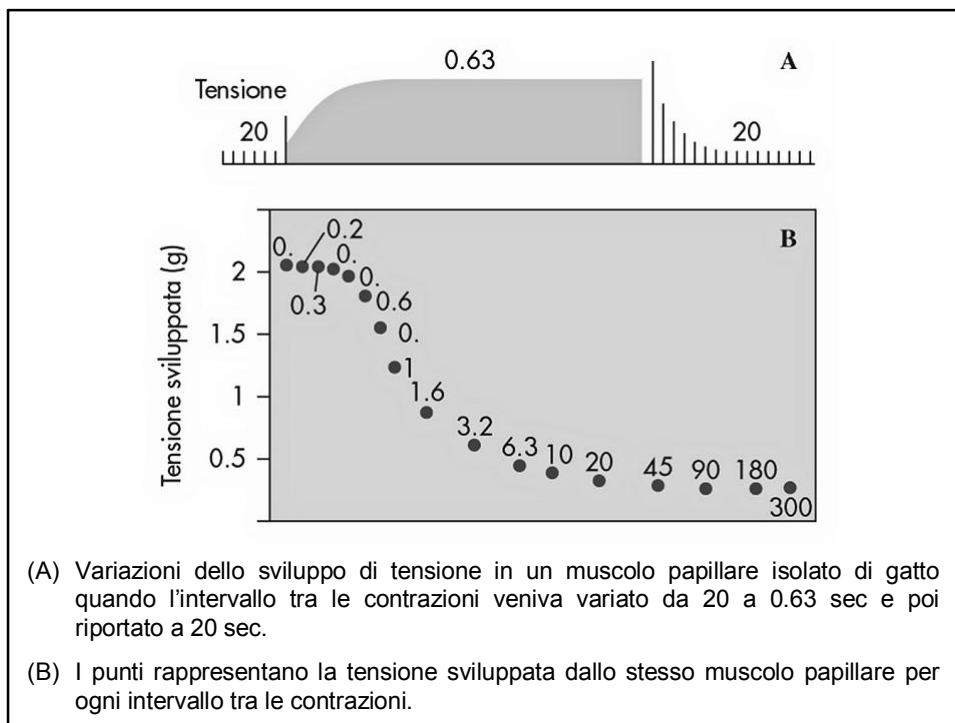 0.63
A
Tensione
20
20
B
Tensione sviluppata (g)
2
1.5
1
0.5
0.
0.2
0.3
0.
0.
0.6
0.
1
1.6
3.2
6.3
10
20
45
90
180
300
(A) Variazioni dello sviluppo di tensione in un muscolo papillare isolato di gatto
quando l'intervallo tra le contrazioni veniva variato da 20 a 0.63 sec e poi
riportato a 20 sec.
(B) I punti rappresentano la tensione sviluppata dallo stesso muscolo papillare per
ogni intervallo tra le contrazioni.